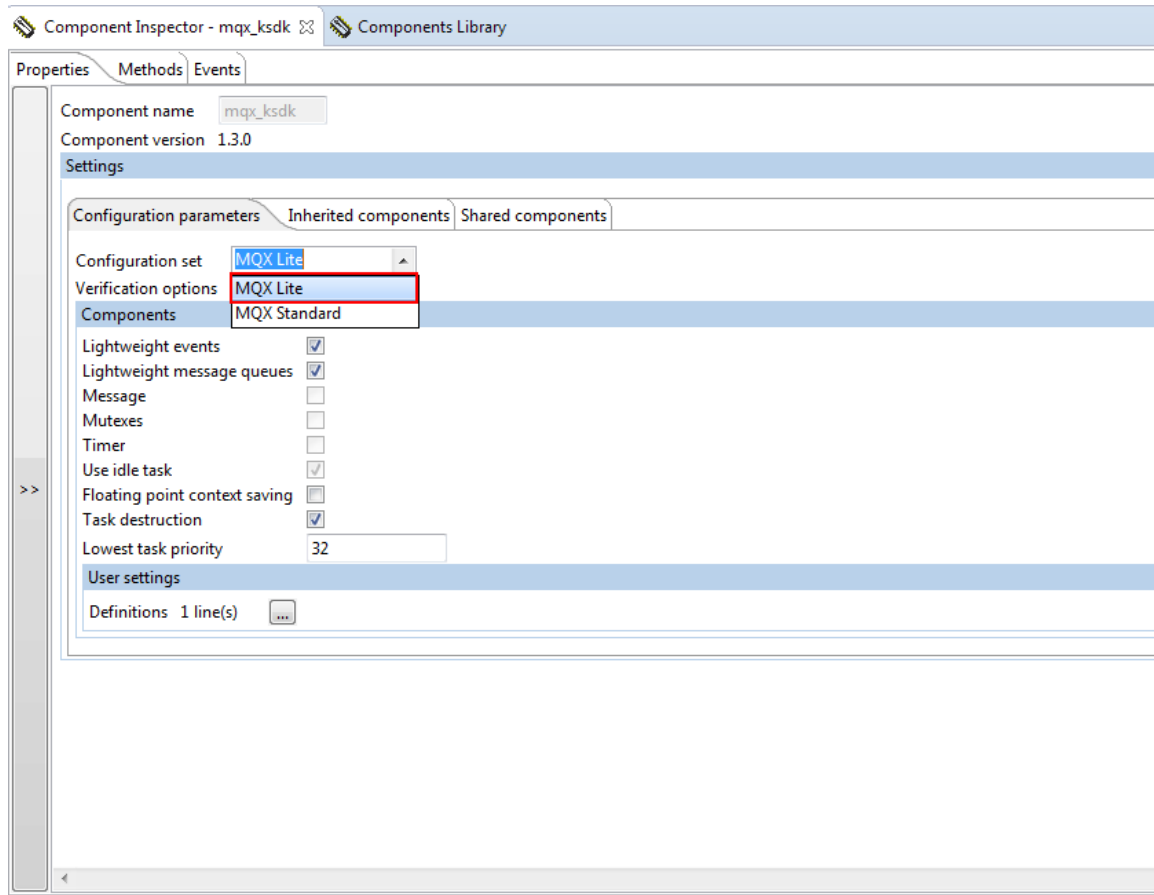 Component Inspector - mqx_ksdk Components Library
Properties Methods Events
Component name mqx_ksdk
Component version 1.3.0
Settings
Configuration parameters Inherited components Shared components
Configuration set MQX Lite
Verification options MQX Lite
Components MQX Standard
Lightweight events
Lightweight message queues
Message
Mutexes
Timer
Use idle task
>>
Floating point context saving
Task destruction
Lowest task priority 32
User settings
Definitions 1 line(s) ...